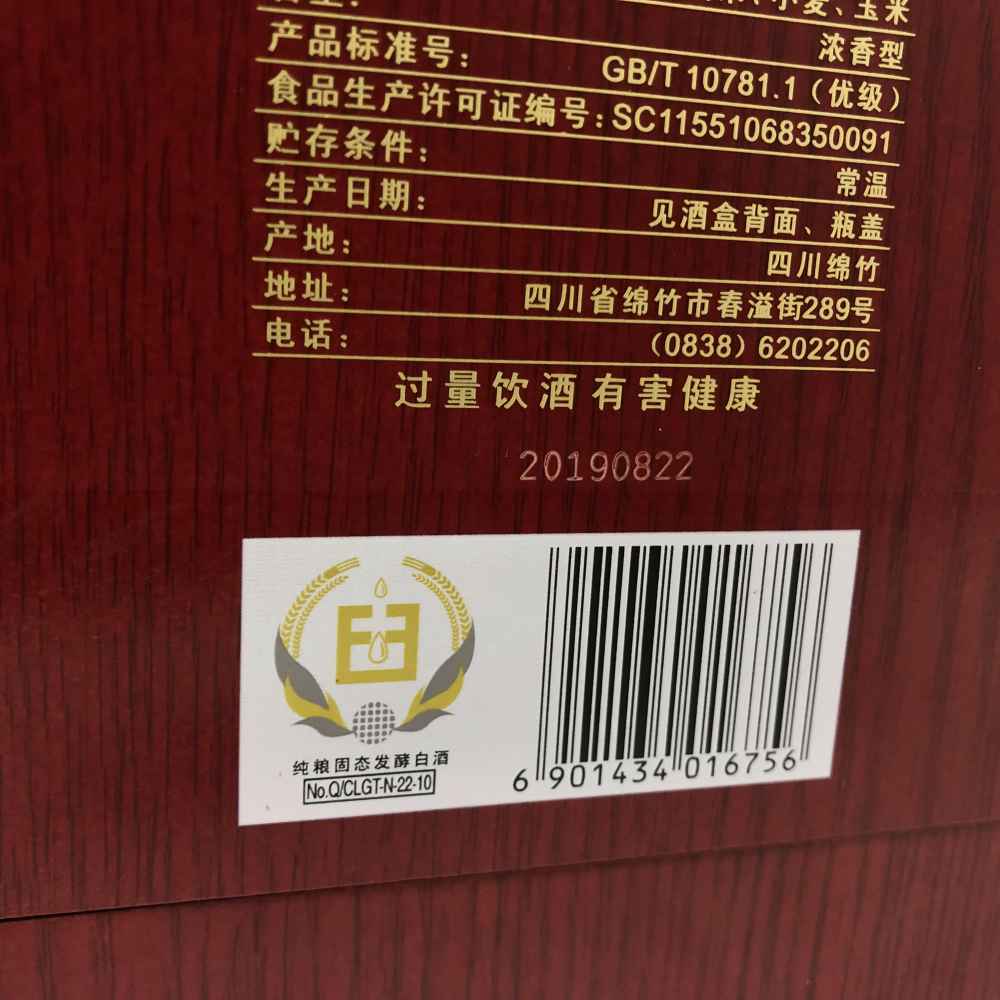 小麦、玉米
浓香型
产品标准号: GB/T 10781.1（优级）
食品生产许可证编号: SC11551068350091
贮存条件: 常温
生产日期: 见酒盒背面、瓶盖
产地: 四川绵竹
地址: 四川省绵竹市春溢街289号
电话: （0838）6202206
过量饮酒有害健康
20190822
纯粮固态发酵白酒
No.Q/CLGT-N-22-10
6 901434 016756